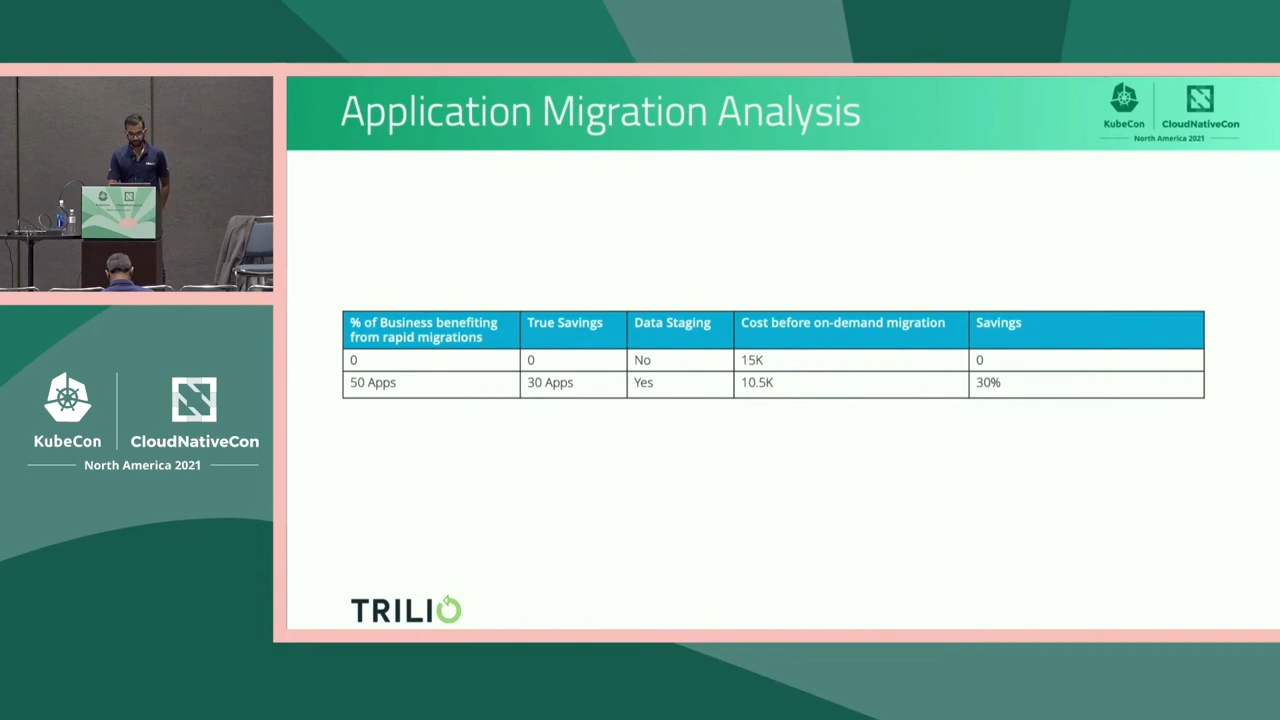 Application Migration Analysis
KubeCon
CloudNativeCon
North America 2021
% of Business benefiting from rapid migrations
True Savings
Data Staging
Cost before on-demand migration
Savings
0
0
No
15K
0
50 Apps
30 Apps
Yes
10.5K
30%
KubeCon
CloudNativeCon
North America 2021
TRILIO